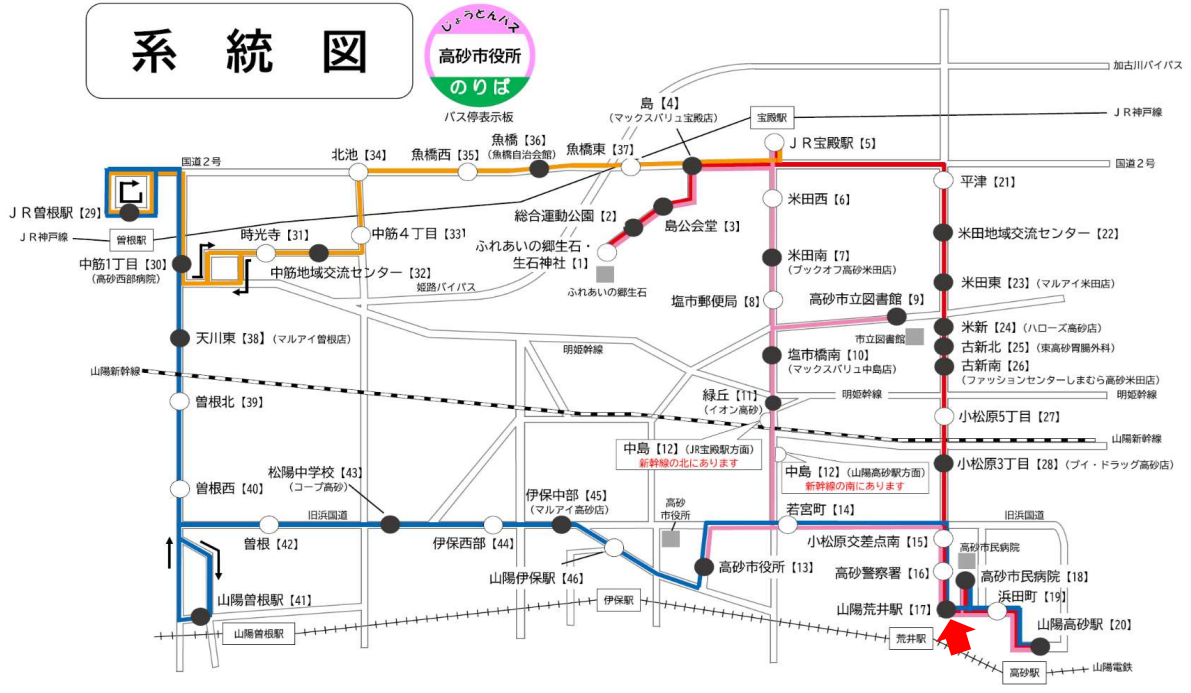 系統図
じょうとんバス
高砂市役所
のりば
バス停表示板
加古川バイパス
ＪＲ神戸線
国道２号
島【4】
(マックスバリュ宝殿店)
宝殿駅
ＪＲ宝殿駅【5】
北池【34】
魚橋西【35】
魚橋【36】
(魚橋自治会館)
魚橋東【37】
国道２号
平津【21】
ＪＲ曽根駅【29】
ＪＲ神戸線
曽根駅
米田西【6】
総合運動公園【2】
島公会堂【3】
ふれあいの郷生石・
生石神社【1】
ふれあいの郷生石
時光寺【31】
中筋４丁目【33】
中筋1丁目【30】
(高砂西部病院)
中筋地域交流センター【32】
姫路バイパス
米田地域交流センター【22】
米田南【7】
(ブックオフ高砂米田店)
塩市郵便局【8】
高砂市立図書館【9】
市立図書館
米田東【23】(マルアイ米田店)
米新【24】(ハローズ高砂店)
古新北【25】(東高砂胃腸外科)
古新南【26】
(ファッションセンターしまむら高砂米田店)
天川東【38】(マルアイ曽根店)
明姫幹線
塩市橋南【10】
(マックスバリュ中島店)
山陽新幹線
緑丘【11】
(イオン高砂)
明姫幹線
明姫幹線
曽根北【39】
小松原5丁目【27】
中島【12】(JR宝殿駅方面)
新幹線の北にあります
山陽新幹線
中島【12】(山陽高砂駅方面)
新幹線の南にあります
小松原3丁目【28】(ブイ・ドラッグ高砂店)
曽根西【40】
松陽中学校【43】
(コープ高砂)
伊保中部【45】
(マルアイ高砂店)
高砂
市役所
若宮町【14】
旧浜国道
旧浜国道
曽根【42】
伊保西部【44】
小松原交差点南【15】
高砂市民病院
高砂市役所【13】
高砂警察署【16】
高砂市民病院【18】
山陽伊保駅【46】
浜田町【19】
山陽曽根駅【41】
伊保駅
山陽荒井駅【17】
山陽高砂駅【20】
山陽曽根駅
荒井駅
高砂駅
山陽電鉄